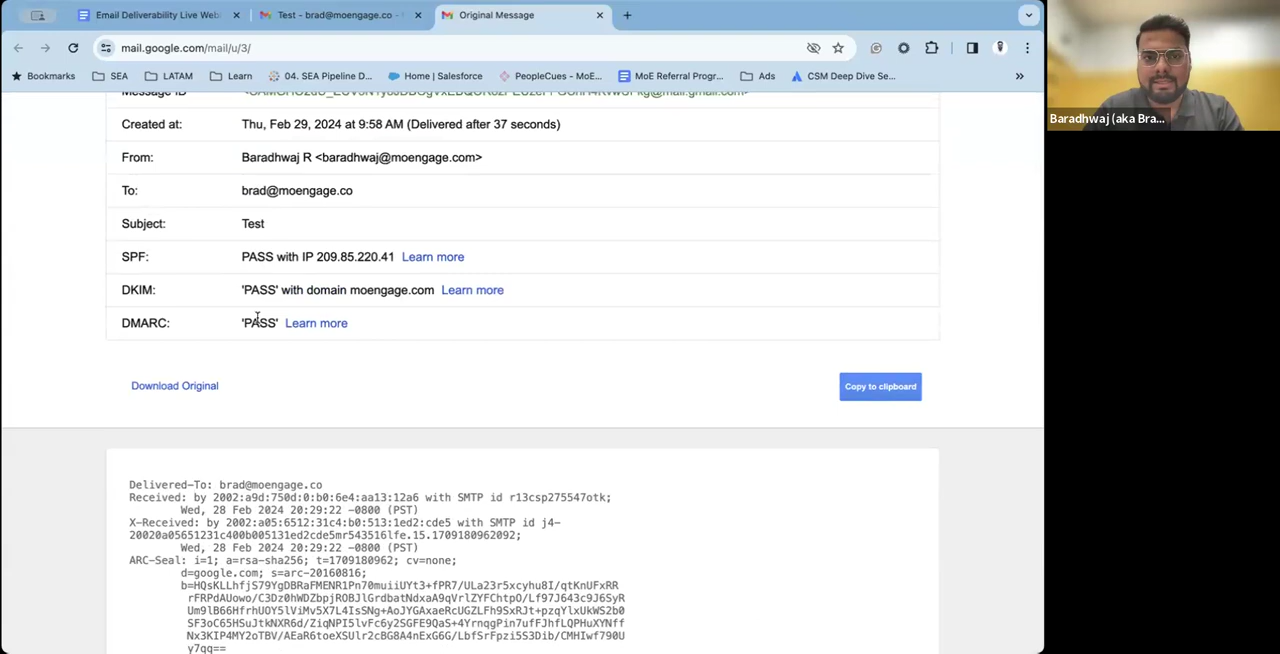 Email Deliverability Live Web
Test - brad@moengage.co -
Original Message
mail.google.com/mail/u/3/
Bookmarks
SEA
LATAM
Learn
04. SEA Pipeline D...
Home | Salesforce
PeopleCues - MoE...
MoE Referral Progr...
Ads
CSM Deep Dive Se...
Message ID
Created at: Thu, Feb 29, 2024 at 9:58 AM (Delivered after 37 seconds)
From: Baradhwaj R <baradhwaj@moengage.com>
To: brad@moengage.co
Subject: Test
SPF: PASS with IP 209.85.220.41 Learn more
DKIM: 'PASS' with domain moengage.com Learn more
DMARC: 'PASS' Learn more
Download Original
Copy to clipboard
Delivered-To: brad@moengage.co
Received: by 2002:a9d:750d:0:b0:6e4:aa13:12a6 with SMTP id r13csp275547otk;
Wed, 28 Feb 2024 20:29:22 -0800 (PST)
X-Received: by 2002:a05:6512:31c4:b0:513:1ed2:cde5 with SMTP id j4-
20020a05651231c400b005131ed2cde5mr543516lfe.15.1709180962092;
Wed, 28 Feb 2024 20:29:22 -0800 (PST)
ARC-Seal: i=1; a=rsa-sha256; t=1709180962; cv=none;
d=google.com; s=arc-20160816;
y7qq==
Baradhwaj (aka Bra...